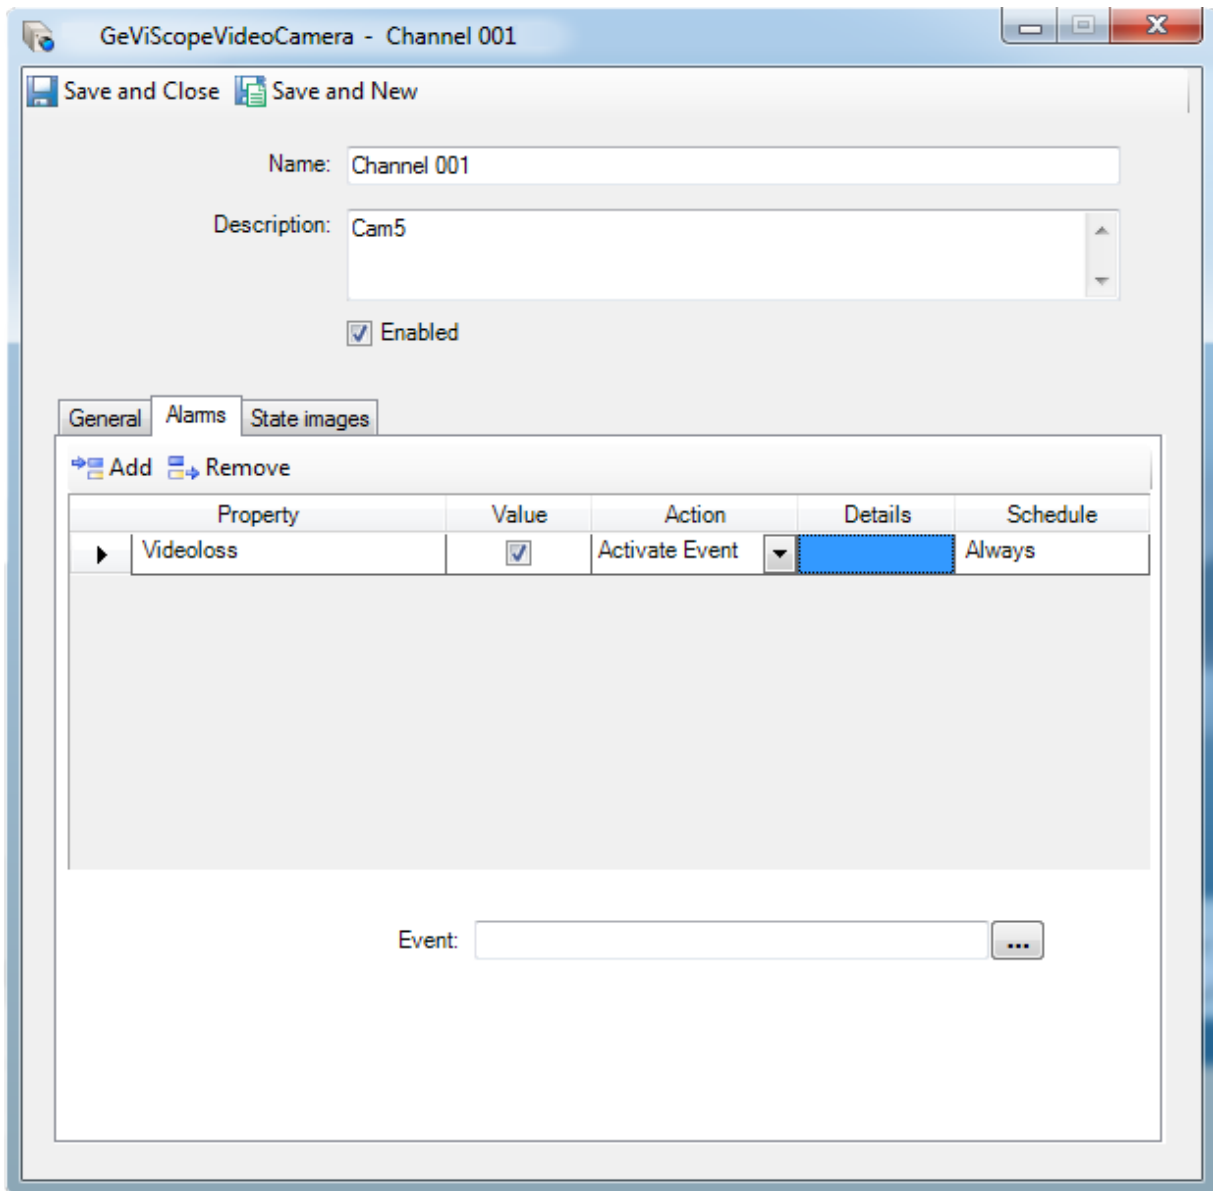 GeViScopeVideoCamera - Channel 001
Save and Close Save and New
Name: Channel 001
Description: Cam5
Enabled
General Alarms State images
Add Remove
Property Value Action Details Schedule
Videoloss Activate Event Always
Event: ...